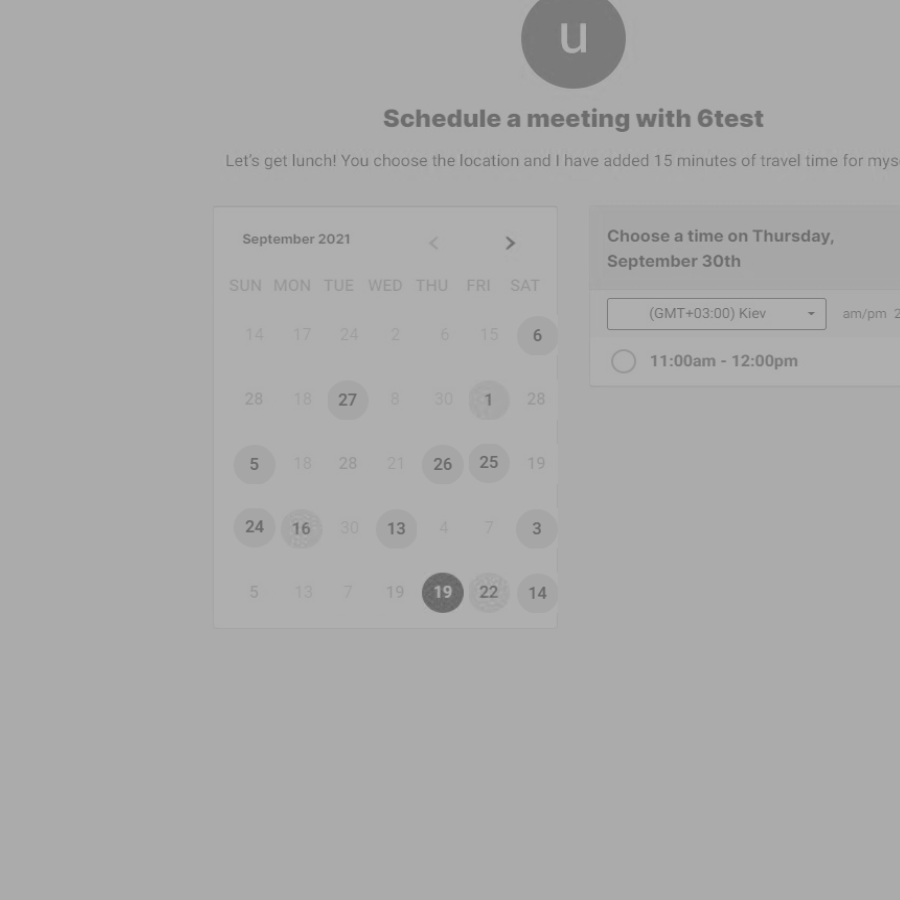 u
Schedule a meeting with 6test
Let's get lunch! You choose the location and I have added 15 minutes of travel time for mys
September 2021
SUN MON TUE WED THU FRI SAT
14 17 24 2 6 15 6
28 18 27 8 30 1 28
5 18 28 21 26 25 19
24 16 30 13 4 7 3
5 13 7 19 19 22 14
Choose a time on Thursday,
September 30th
(GMT+03:00) Kiev am/pm 2
11:00am - 12:00pm